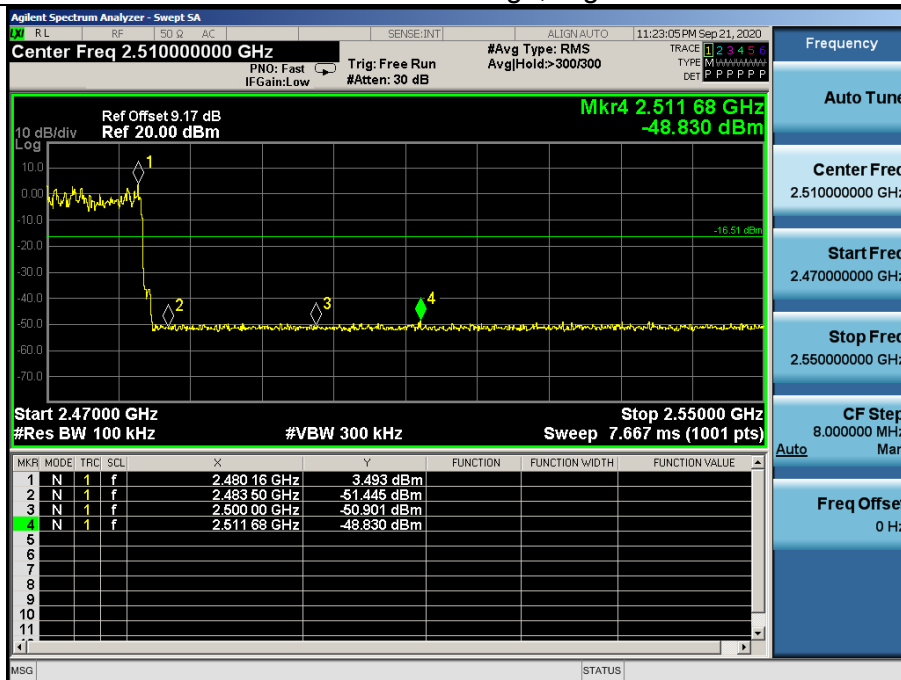 Agilent Spectrum Analyzer - Swept SA
LXI RL RF 50 Ω AC SENSE:INT ALIGN AUTO 11:23:05 PM Sep 21, 2020
Center Freq 2.510000000 GHz
PNO: Fast
IFGain:Low
Trig: Free Run
#Atten: 30 dB
#Avg Type: RMS
Avg|Hold:>300/300
TRACE 1 2 3 4 5 6
TYPE M
DET P P P P P P
Frequency
Mkr4 2.511 68 GHz
-48.830 dBm
Ref Offset 9.17 dB
10 dB/div Ref 20.00 dBm
Log
10.0
0.00
-10.0
-20.0
-30.0
-40.0
-50.0
-60.0
-70.0
1
2
3
4
-16.51 dBm
Start 2.47000 GHz Stop 2.55000 GHz
#Res BW 100 kHz #VBW 300 kHz Sweep 7.667 ms (1001 pts)
MKR MODE TRC SCL X Y FUNCTION FUNCTION WIDTH FUNCTION VALUE
1 N 1 f 2.480 16 GHz 3.493 dBm
2 N 1 f 2.483 50 GHz -51.445 dBm
3 N 1 f 2.500 00 GHz -50.901 dBm
4 N 1 f 2.511 68 GHz -48.830 dBm
5
6
7
8
9
10
11
Auto Tune
Center Freq
2.510000000 GHz
Start Freq
2.470000000 GHz
Stop Freq
2.550000000 GHz
CF Step
8.000000 MHz
Auto Man
Freq Offset
0 Hz
MSG STATUS